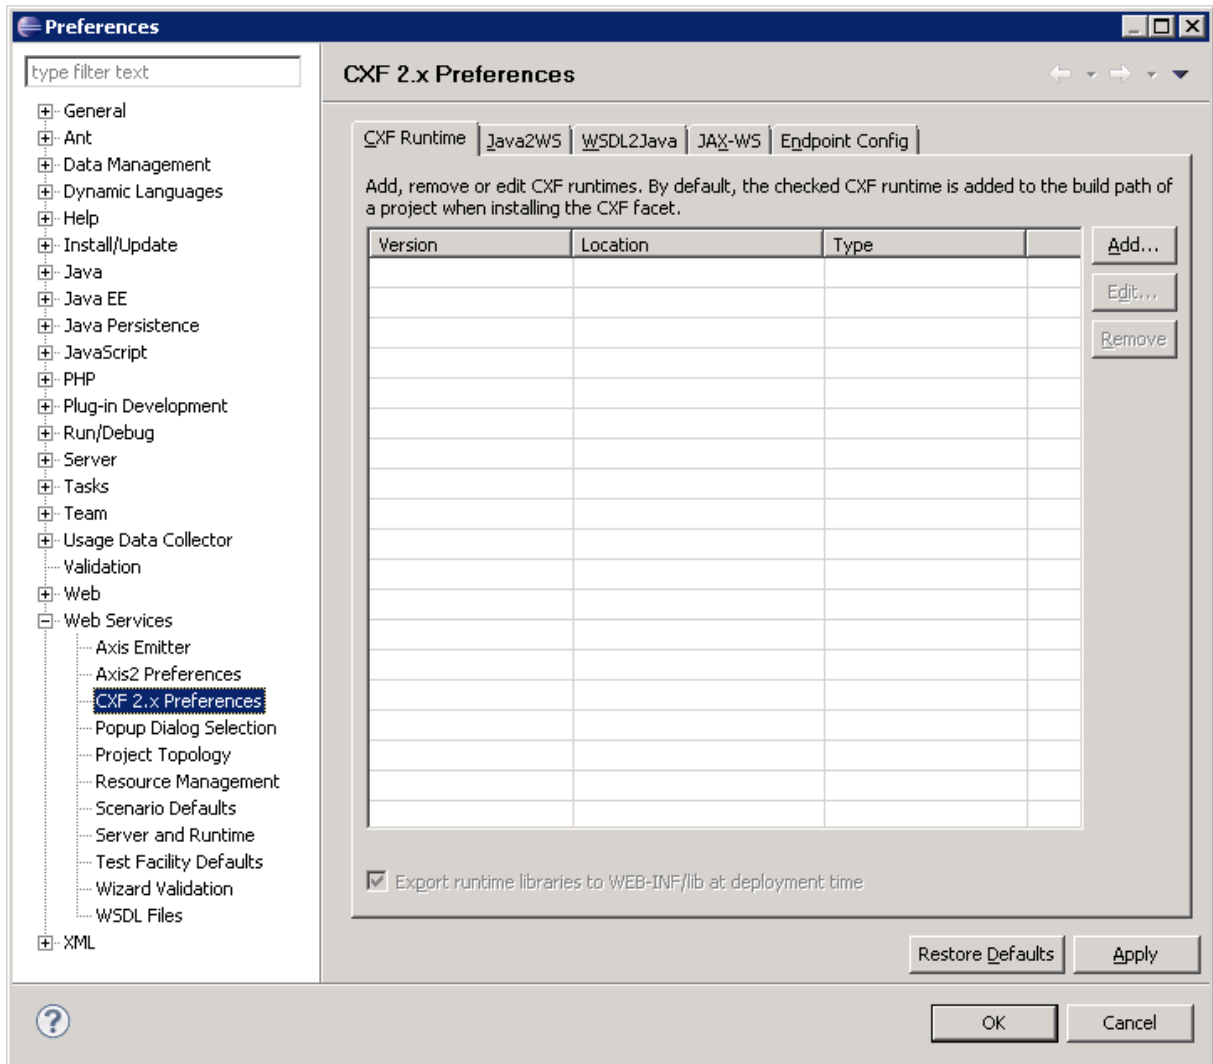 Preferences
type filter text
General
Ant
Data Management
Dynamic Languages
Help
Install/Update
Java
Java EE
Java Persistence
JavaScript
PHP
Plug-in Development
Run/Debug
Server
Tasks
Team
Usage Data Collector
Validation
Web
Web Services
Axis Emitter
Axis2 Preferences
CXF 2.x Preferences
Popup Dialog Selection
Project Topology
Resource Management
Scenario Defaults
Server and Runtime
Test Facility Defaults
Wizard Validation
WSDL Files
XML
CXF 2.x Preferences
CXF Runtime Java2WS WSDL2Java JAX-WS Endpoint Config
Add, remove or edit CXF runtimes. By default, the checked CXF runtime is added to the build path of
a project when installing the CXF facet.
Version Location Type
Add...
Edit...
Remove
Export runtime libraries to WEB-INF/lib at deployment time
Restore Defaults Apply
? OK Cancel